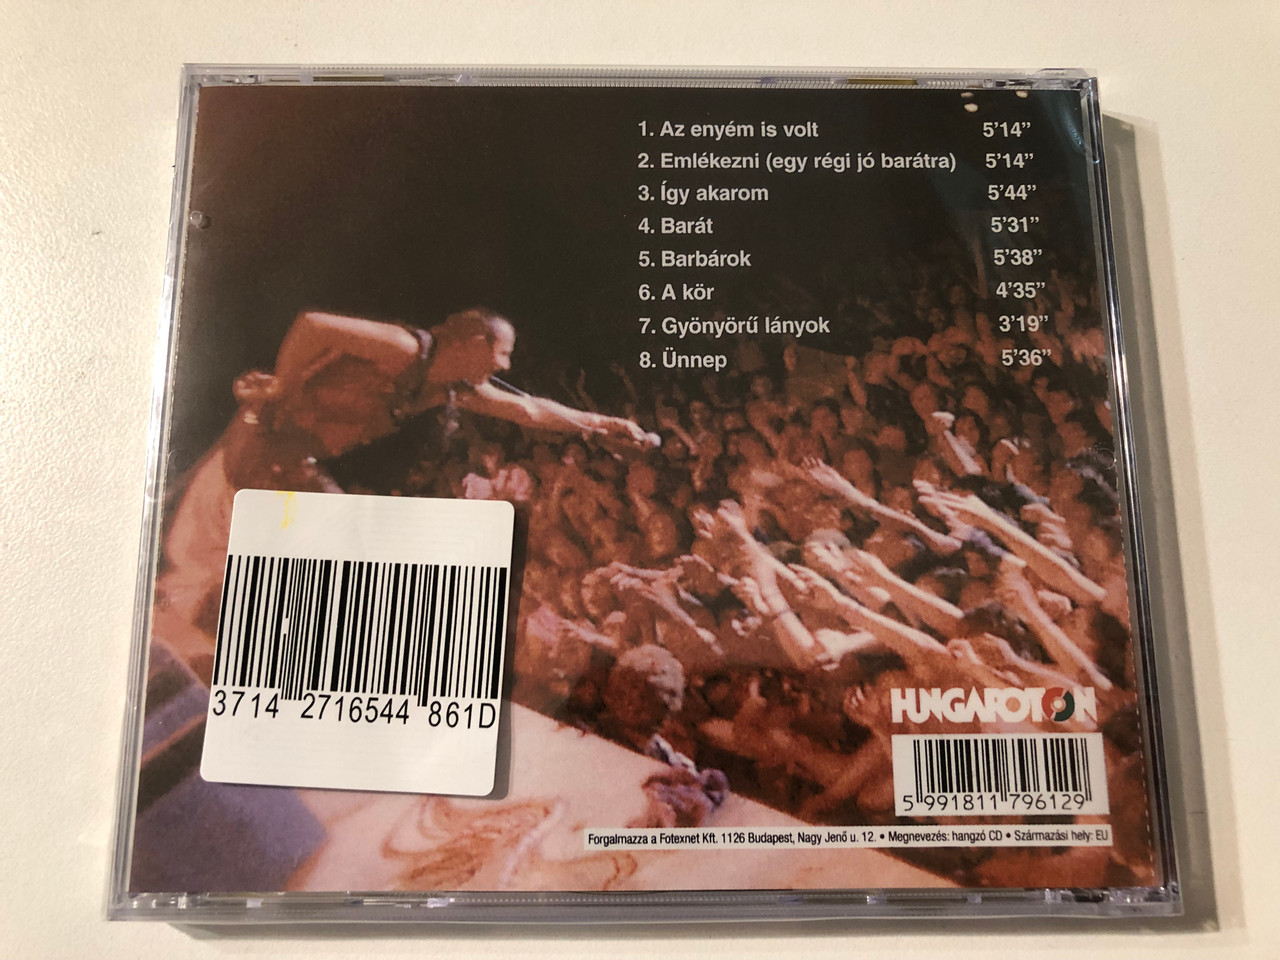 1. Az enyém is volt 5'14"
2. Emlékezni (egy régi jó barátra) 5'14"
3. Így akarom 5'44"
4. Barát 5'31"
5. Barbárok 5'38"
6. A kör 4'35"
7. Gyönyörű lányok 3'19"
8. Ünnep 5'36"
3714 2716544 861D
HUNGAROTON
5 991811 796129
Forgalmazza a Fotexnet Kft. 1126 Budapest, Nagy Jenő u. 12. • Megnevezés: hangzó CD • Származási hely: EU